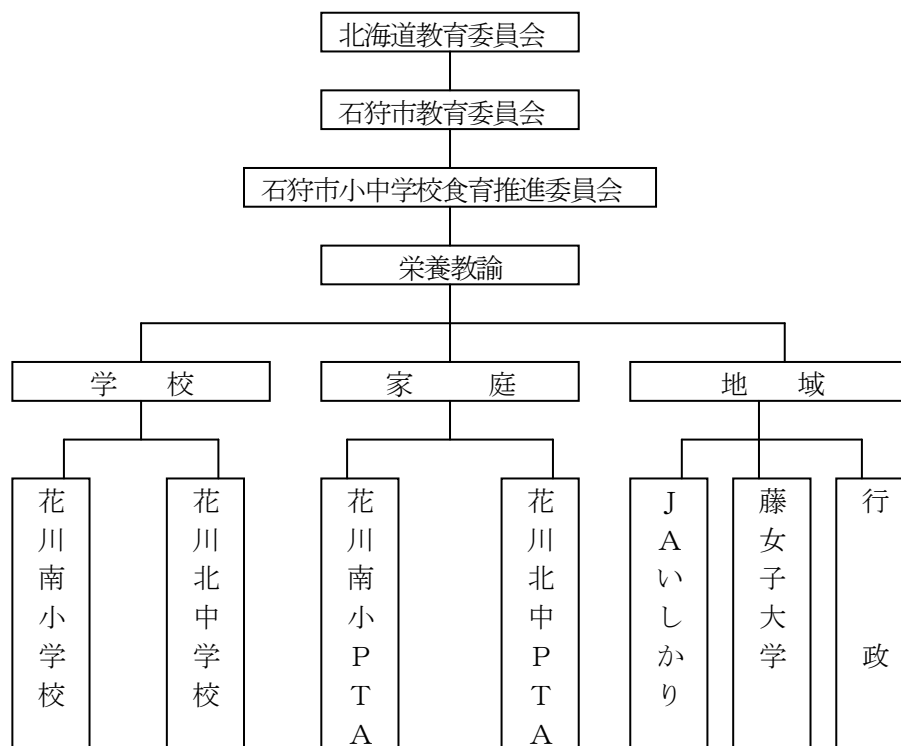 北海道教育委員会
石狩市教育委員会
石狩市小中学校食育推進委員会
栄養教諭
学　　校
家　　庭
地　　域
花川南小学校
花川北中学校
花川南小ＰＴＡ
花川北中ＰＴＡ
ＪＡいしかり
藤女子大学
行　　政